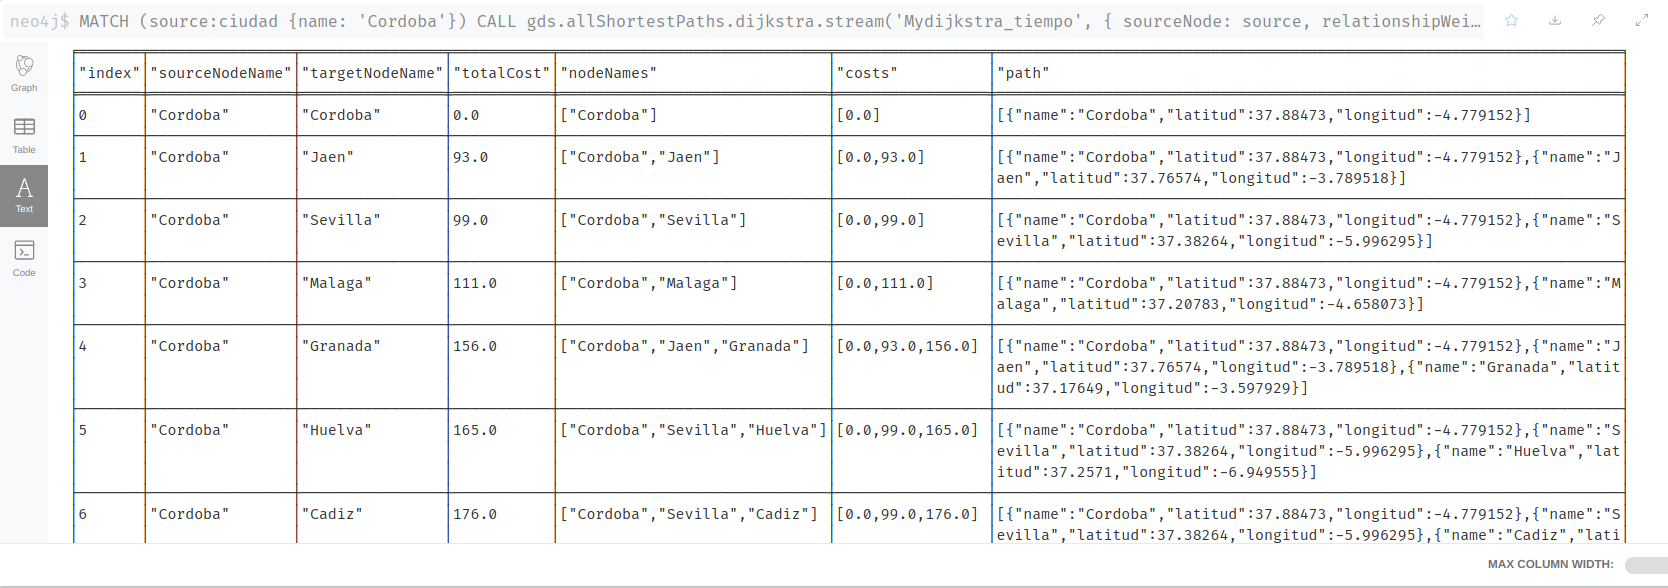 neo4j$ MATCH (source:ciudad {name: 'Cordoba'}) CALL gds.allShortestPaths.dijkstra.stream('Mydijkstra_tiempo', { sourceNode: source, relationshipWei…
Graph
Table
Text
Code
"index" "sourceNodeName" "targetNodeName" "totalCost" "nodeNames" "costs" "path"
0 "Cordoba" "Cordoba" 0.0 ["Cordoba"] [0.0] [{"name":"Cordoba","latitud":37.88473,"longitud":-4.779152}]
1 "Cordoba" "Jaen" 93.0 ["Cordoba","Jaen"] [0.0,93.0] [{"name":"Cordoba","latitud":37.88473,"longitud":-4.779152},{"name":"J
aen","latitud":37.76574,"longitud":-3.789518}]
2 "Cordoba" "Sevilla" 99.0 ["Cordoba","Sevilla"] [0.0,99.0] [{"name":"Cordoba","latitud":37.88473,"longitud":-4.779152},{"name":"S
evilla","latitud":37.38264,"longitud":-5.996295}]
3 "Cordoba" "Malaga" 111.0 ["Cordoba","Malaga"] [0.0,111.0] [{"name":"Cordoba","latitud":37.88473,"longitud":-4.779152},{"name":"M
alaga","latitud":37.20783,"longitud":-4.658073}]
4 "Cordoba" "Granada" 156.0 ["Cordoba","Jaen","Granada"] [0.0,93.0,156.0] [{"name":"Cordoba","latitud":37.88473,"longitud":-4.779152},{"name":"J
aen","latitud":37.76574,"longitud":-3.789518},{"name":"Granada","latit
ud":37.17649,"longitud":-3.597929}]
5 "Cordoba" "Huelva" 165.0 ["Cordoba","Sevilla","Huelva"] [0.0,99.0,165.0] [{"name":"Cordoba","latitud":37.88473,"longitud":-4.779152},{"name":"S
evilla","latitud":37.38264,"longitud":-5.996295},{"name":"Huelva","lat
itud":37.2571,"longitud":-6.949555}]
6 "Cordoba" "Cadiz" 176.0 ["Cordoba","Sevilla","Cadiz"] [0.0,99.0,176.0] [{"name":"Cordoba","latitud":37.88473,"longitud":-4.779152},{"name":"S
evilla","latitud":37.38264,"longitud":-5.996295},{"name":"Cadiz","lati
MAX COLUMN WIDTH: